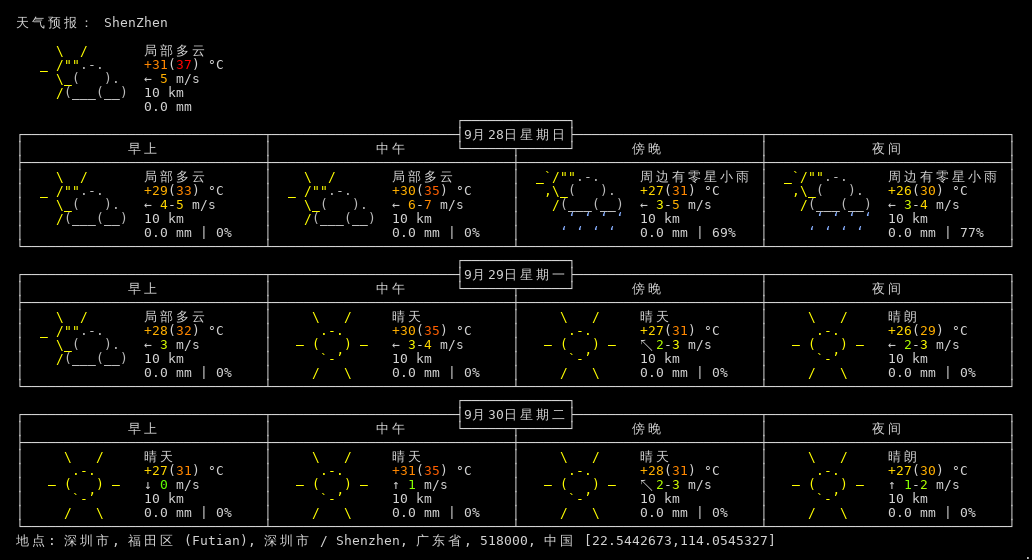 天气预报： ShenZhen
局部多云
+31(37) °C
← 5 m/s
10 km
0.0 mm
9月28日星期日
早上 中午 傍晚 夜间
局部多云 局部多云 周边有零星小雨 周边有零星小雨
+29(33) °C +30(35) °C +27(31) °C +26(30) °C
← 4-5 m/s ← 6-7 m/s ← 3-5 m/s ← 3-4 m/s
10 km 10 km 10 km 10 km
0.0 mm | 0% 0.0 mm | 0% 0.0 mm | 69% 0.0 mm | 77%
9月29日星期一
早上 中午 傍晚 夜间
局部多云 晴天 晴天 晴朗
+28(32) °C +30(35) °C +27(31) °C +26(29) °C
← 3 m/s ← 3-4 m/s ↖ 2-3 m/s ← 2-3 m/s
10 km 10 km 10 km 10 km
0.0 mm | 0% 0.0 mm | 0% 0.0 mm | 0% 0.0 mm | 0%
9月30日星期二
早上 中午 傍晚 夜间
晴天 晴天 晴天 晴朗
+27(31) °C +31(35) °C +28(31) °C +27(30) °C
↓ 0 m/s ↑ 1 m/s ↖ 2-3 m/s ↑ 1-2 m/s
10 km 10 km 10 km 10 km
0.0 mm | 0% 0.0 mm | 0% 0.0 mm | 0% 0.0 mm | 0%
地点: 深圳市, 福田区 (Futian), 深圳市 / Shenzhen, 广东省, 518000, 中国 [22.5442673,114.0545327]